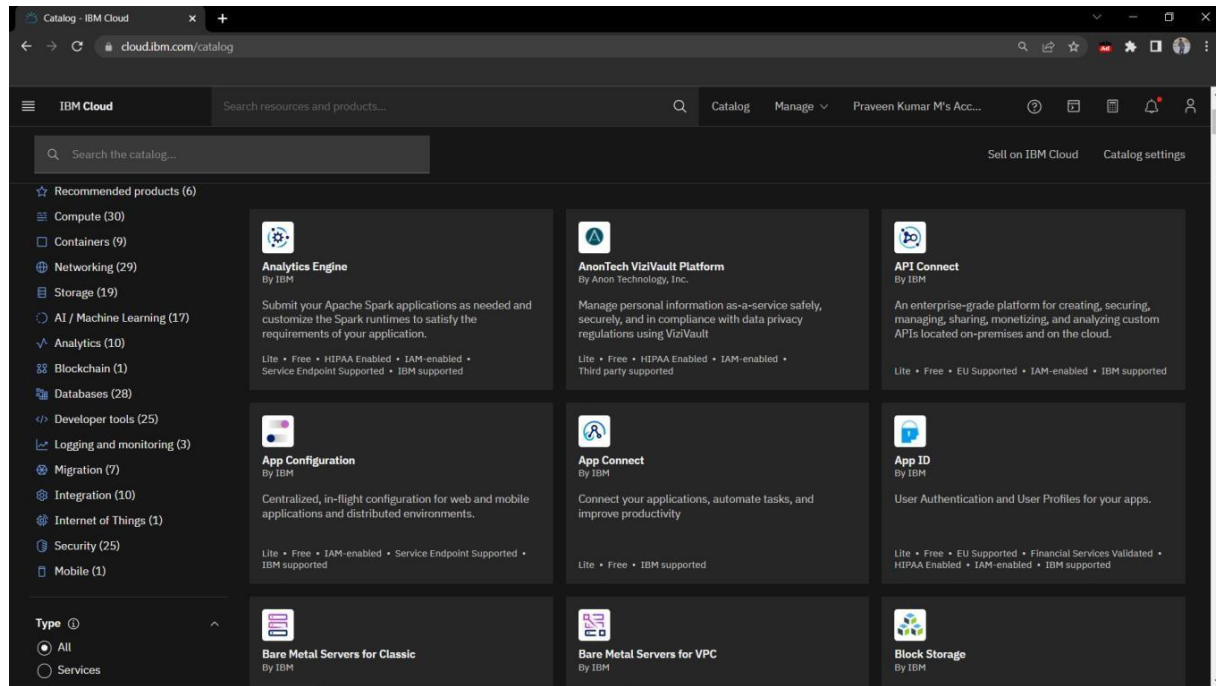 Catalog - IBM Cloud
cloud.ibm.com/catalog
Ad
IBM Cloud
Search resources and products...
Catalog
Manage
Praveen Kumar M's Acc...
Search the catalog...
Sell on IBM Cloud
Catalog settings
Recommended products (6)
Compute (30)
Containers (9)
Networking (29)
Storage (19)
AI / Machine Learning (17)
Analytics (10)
Blockchain (1)
Databases (28)
Developer tools (25)
Logging and monitoring (3)
Migration (7)
Integration (10)
Internet of Things (1)
Security (25)
Mobile (1)
Type
All
Services
Analytics Engine
By IBM
Submit your Apache Spark applications as needed and
customize the Spark runtimes to satisfy the
requirements of your application.
Lite • Free • HIPAA Enabled • IAM-enabled •
Service Endpoint Supported • IBM supported
AnonTech ViziVault Platform
By Anon Technology, Inc.
Manage personal information as-a-service safely,
securely, and in compliance with data privacy
regulations using ViziVault
Lite • Free • HIPAA Enabled • IAM-enabled •
Third party supported
API Connect
By IBM
An enterprise-grade platform for creating, securing,
managing, sharing, monetizing, and analyzing custom
APIs located on-premises and on the cloud.
Lite • Free • EU Supported • IAM-enabled • IBM supported
App Configuration
By IBM
Centralized, in-flight configuration for web and mobile
applications and distributed environments.
Lite • Free • IAM-enabled • Service Endpoint Supported •
IBM supported
App Connect
By IBM
Connect your applications, automate tasks, and
improve productivity
Lite • Free • IBM supported
App ID
By IBM
User Authentication and User Profiles for your apps.
Lite • Free • EU Supported • Financial Services Validated •
HIPAA Enabled • IAM-enabled • IBM supported
Bare Metal Servers for Classic
By IBM
Bare Metal Servers for VPC
By IBM
Block Storage
By IBM